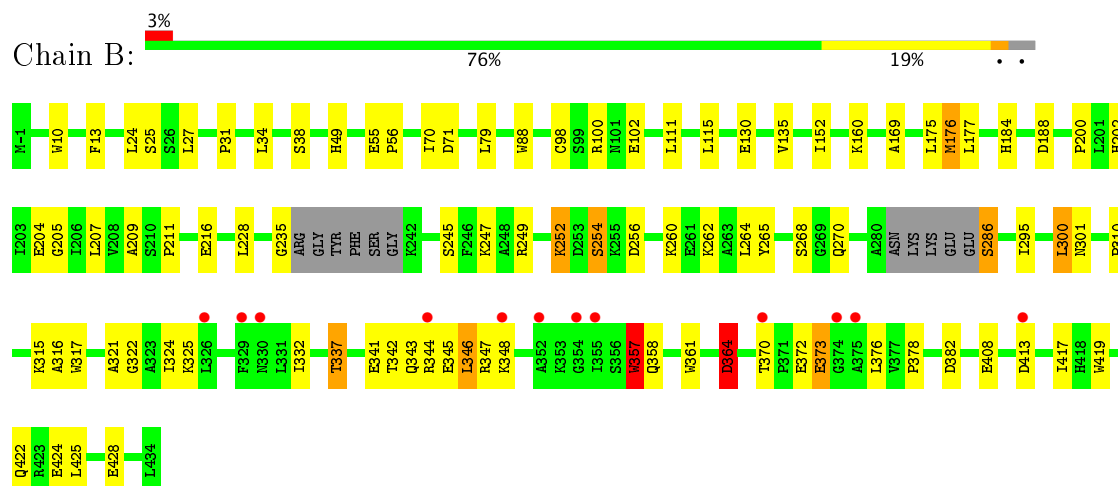 3%
Chain B:
76% 19% • •
M-1 W10 F13 L24 S25 S26 L27 P31 L34 S38 H49 E55 P56 I70 D71 L79 W88 C98 S99 R100 N101 E102 L111 L115 E130 V135 I152 K160 A169 L175 M176 L177 H184 D188 P200 L201 H202
I203 E204 G205 I206 L207 V208 A209 S210 P211 E216 L228 G235 ARG GLY TYR PHE SER GLY K242 S245 F246 K247 A248 R249 K252 D253 S254 K255 D256 K260 E261 K262 A263 L264 Y265 S268 G269 Q270 A280 ASN LYS LYS GLU GLU S286 I295 L300 N301
K315 A316 W317 A321 G322 A323 I324 K325 L326 F329 N330 L331 I332 T337 E341 T342 Q343 R344 E345 L346 R347 K348 A352 K353 G354 I355 S356 W357 Q358 W361 D364 T370 P371 E372 E373 G374 A375 L376 V377 P378 D382 E408 D413 I417 H418 W419
Q422 R423 E424 L425 E428 L434